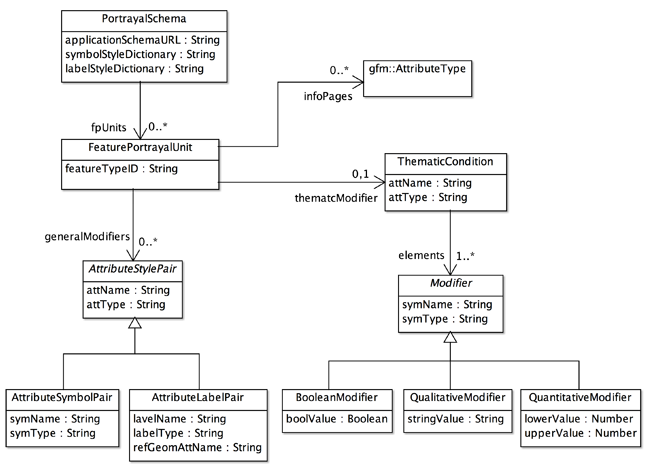 PortrayalSchema
applicationSchemaURL : String
symbolStyleDictionary : String
labelStyleDictionary : String
0..*
gfm::AttributeType
infoPages
fpUnits
0..*
FeaturePortrayalUnit
featureTypeID : String
0,1
thematcModifier
ThematicCondition
attName : String
attType : String
generalModifiers
0..*
elements
1..*
AttributeStylePair
attName : String
attType : String
Modifier
symName : String
symType : String
AttributeSymbolPair
symName : String
symType : String
AttributeLabelPair
lavelName : String
labelType : String
refGeomAttName : String
BooleanModifier
boolValue : Boolean
QualitativeModifier
stringValue : String
QuantitativeModifier
lowerValue : Number
upperValue : Number